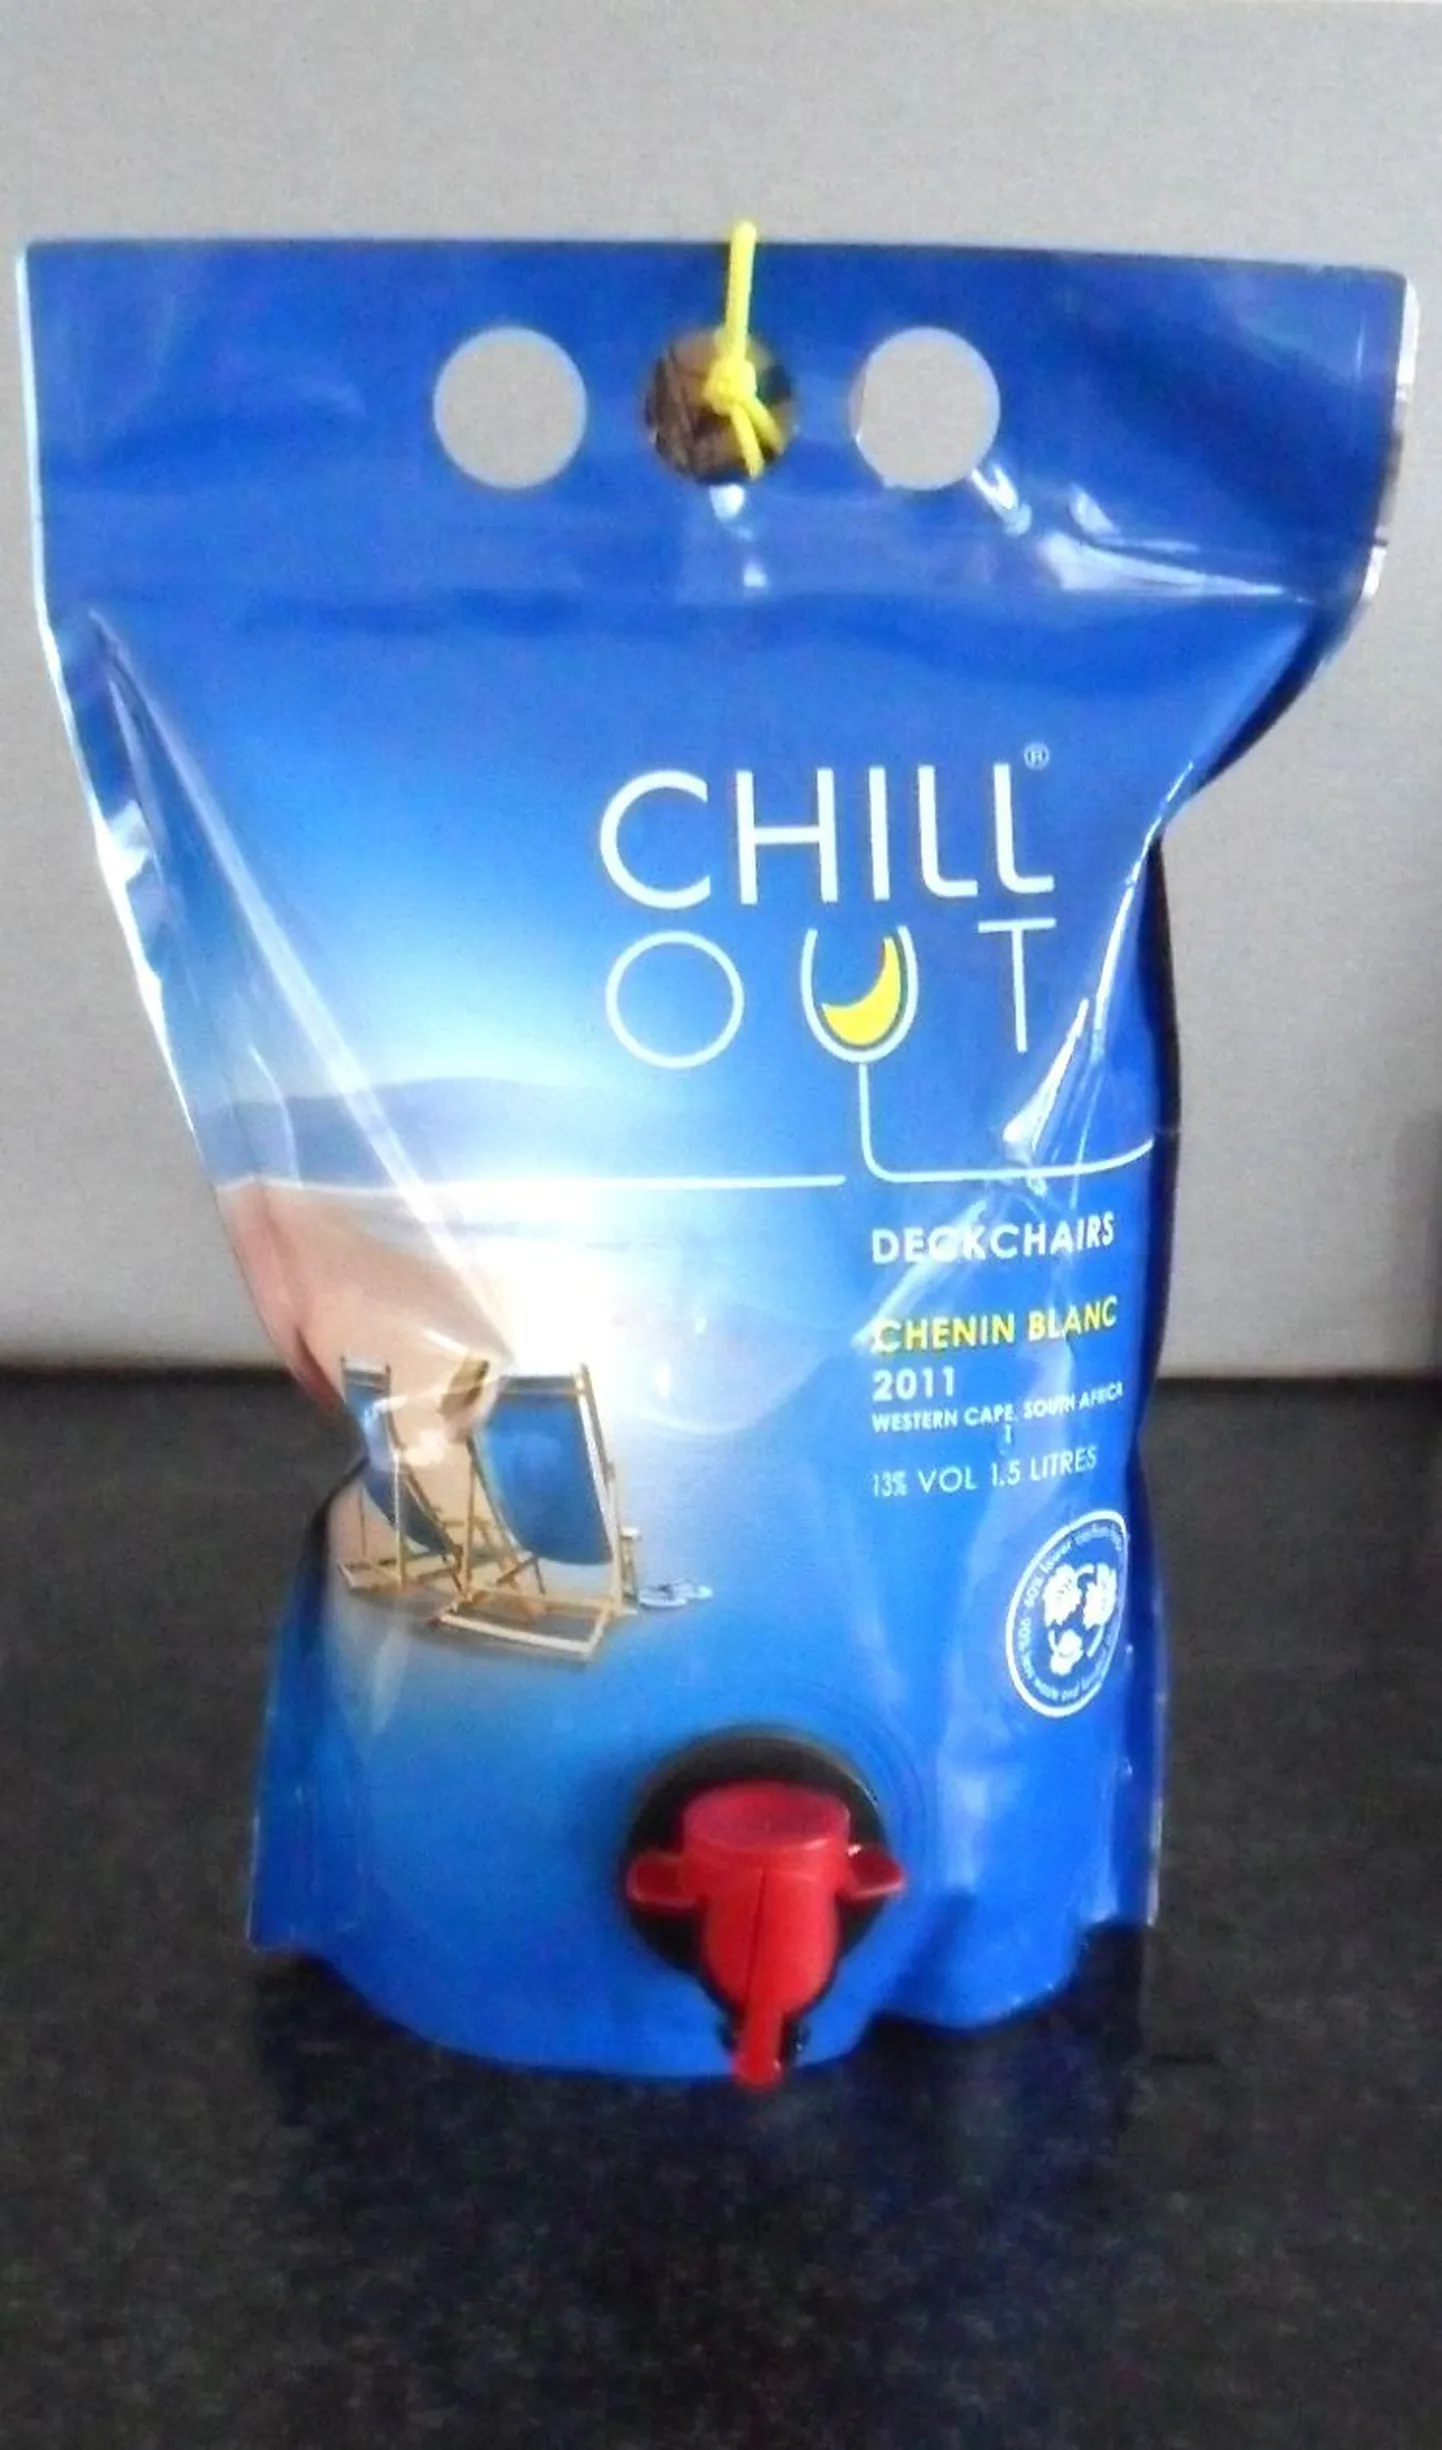 CHILL®
OUT
DECKCHAIRS
CHENIN BLANC
2011
WESTERN CAPE, SOUTH AFRICA
13% VOL 1.5 LITRES